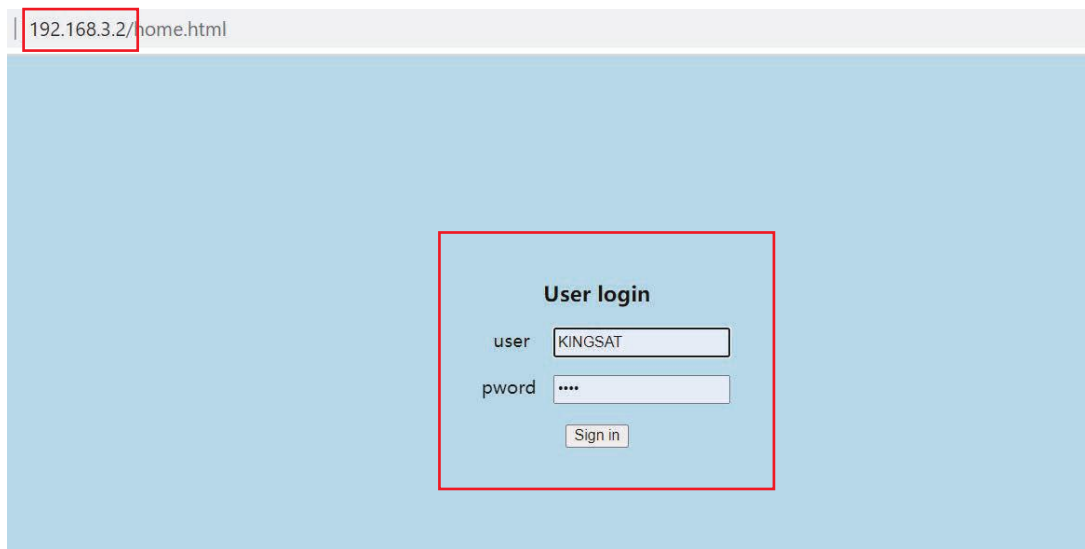 192.168.3.2/home.html
User login
user KINGSAT
pword ••••
Sign in